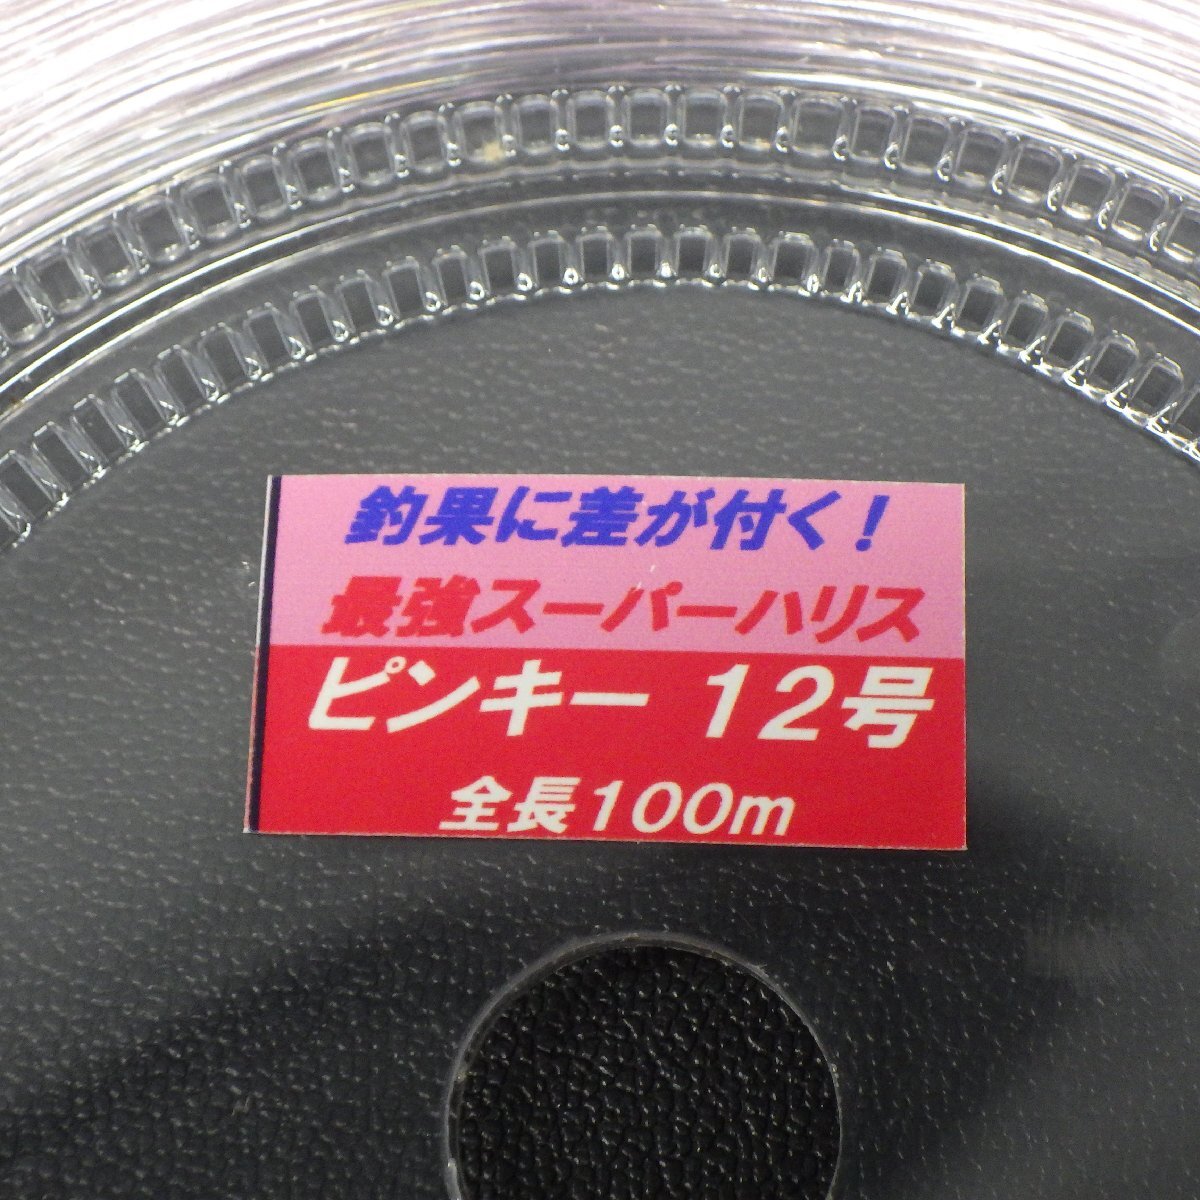 釣果に差が付く！
最強スーパーハリス
ピンキー 12号
全長100m